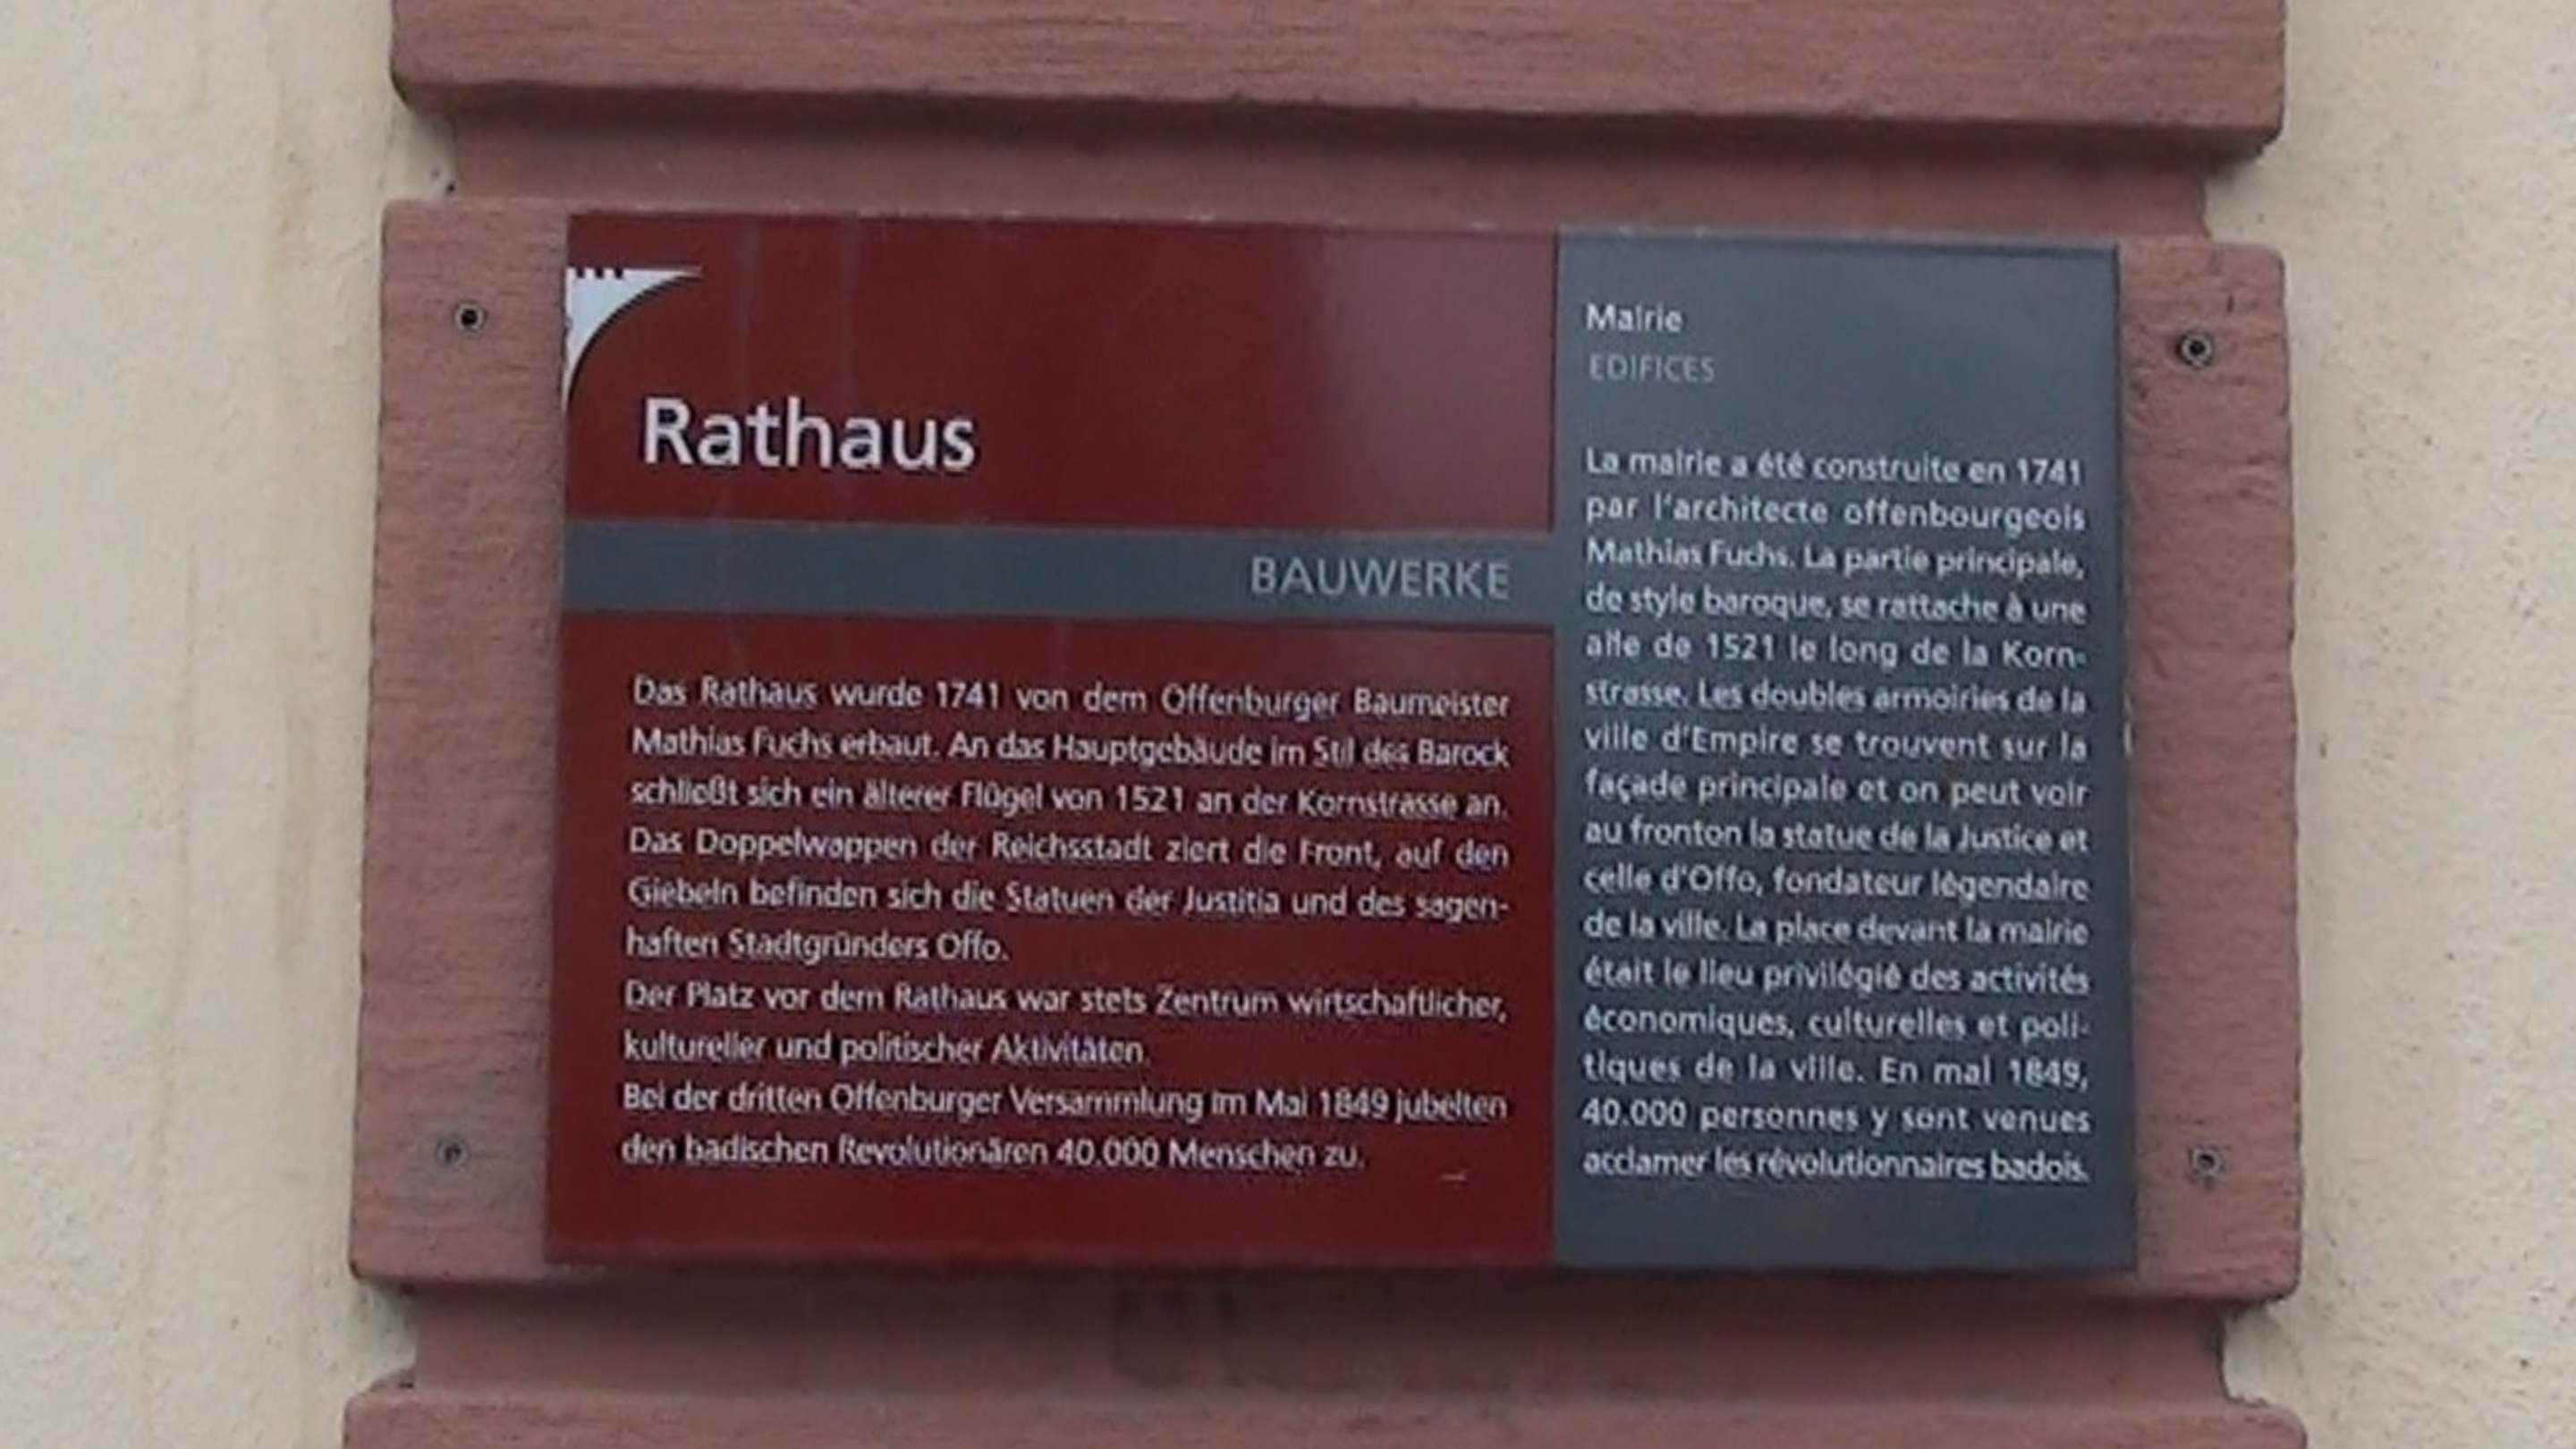 Rathaus
BAUWERKE
Das Rathaus wurde 1741 von dem Offenburger Baumeister
Mathias Fuchs erbaut. An das Hauptgebäude im Stil des Barock
schließt sich ein älterer Flügel von 1521 an der Kornstrasse an.
Das Doppelwappen der Reichsstadt ziert die Front, auf den
Giebeln befinden sich die Statuen der Justitia und des sagen-
haften Stadtgründers Offo.
Der Platz vor dem Rathaus war stets Zentrum wirtschaftlicher,
kultureller und politischer Aktivitäten.
Bei der dritten Offenburger Versammlung im Mai 1849 jubelten
den badischen Revolutionären 40.000 Menschen zu.
Mairie
EDIFICES
La mairie a été construite en 1741
par l'architecte offenbourgeois
Mathias Fuchs. La partie principale,
de style baroque, se rattache à une
aile de 1521 le long de la Korn-
strasse. Les doubles armoiries de la
ville d'Empire se trouvent sur la
façade principale et on peut voir
au fronton la statue de la Justice et
celle d'Offo, fondateur légendaire
de la ville. La place devant la mairie
était le lieu privilégié des activités
économiques, culturelles et poli-
tiques de la ville. En mai 1849,
40.000 personnes y sont venues
acclamer les révolutionnaires badois.